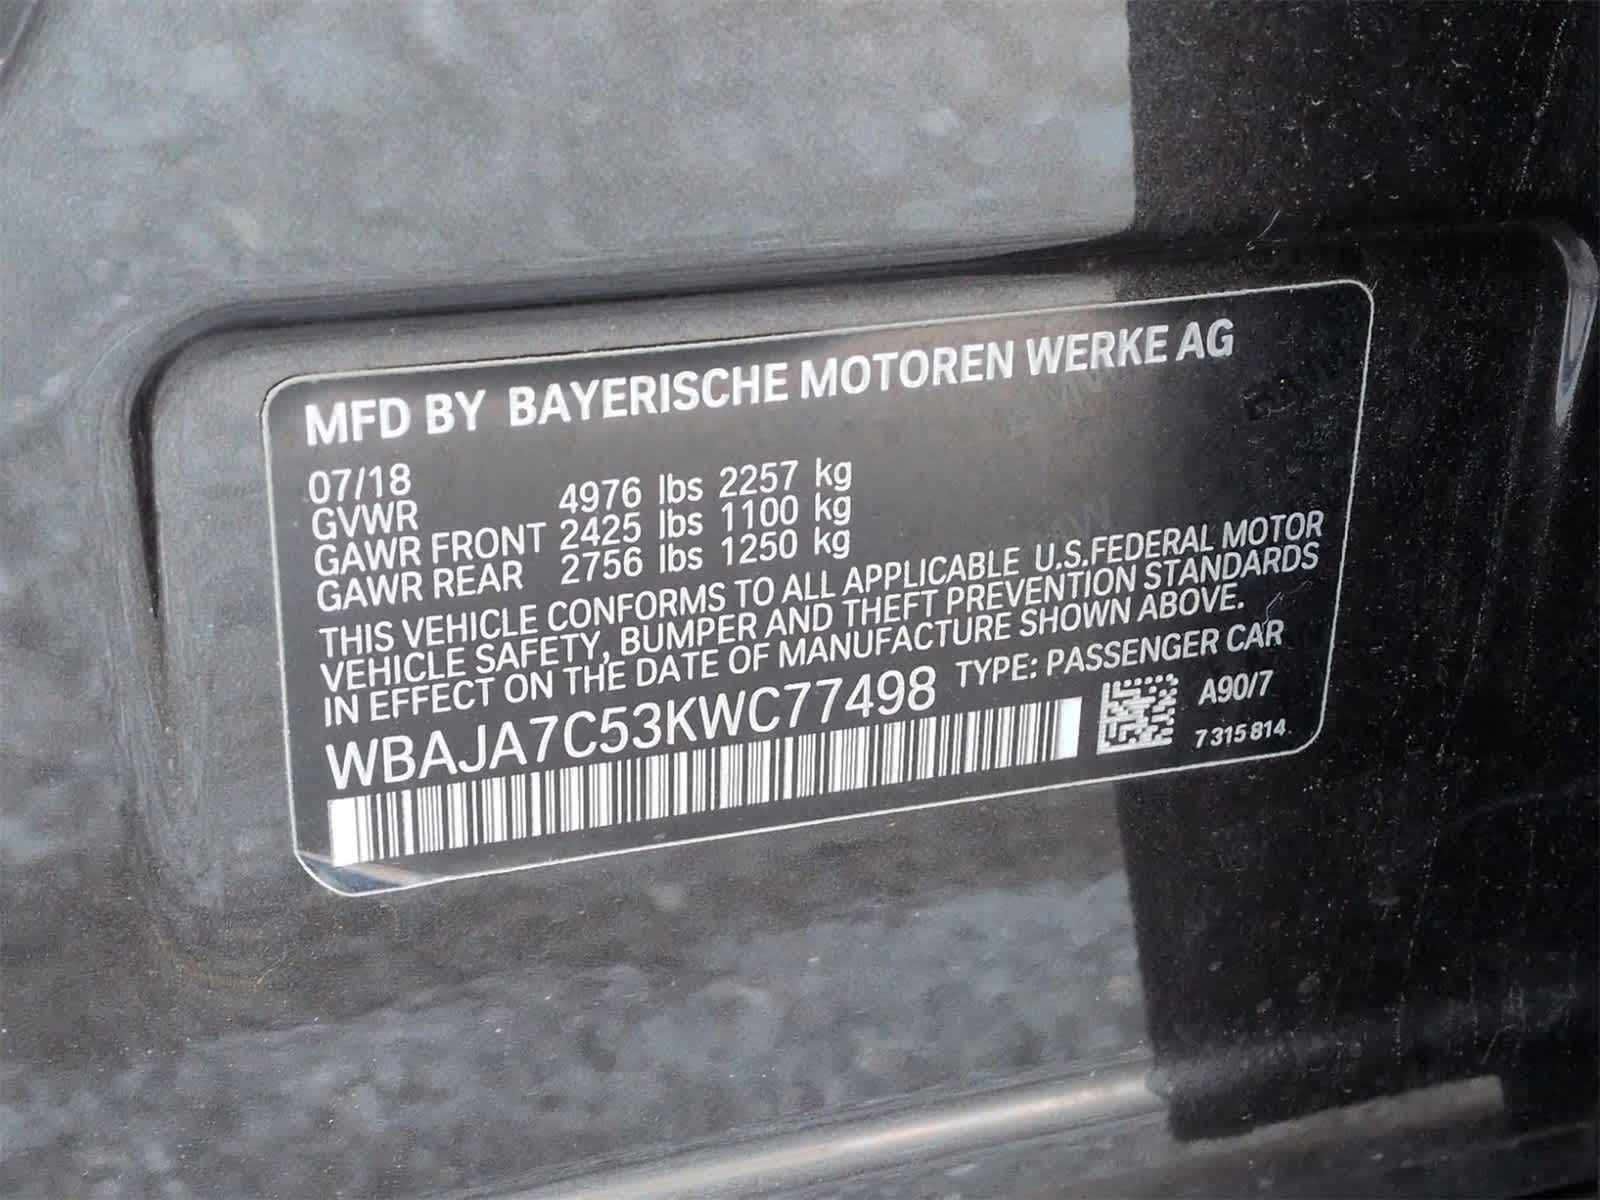 MFD BY BAYERISCHE MOTOREN WERKE AG
07/18
GVWR 4976 lbs 2257 kg
GAWR FRONT 2425 lbs 1100 kg
GAWR REAR 2756 lbs 1250 kg
THIS VEHICLE CONFORMS TO ALL APPLICABLE U.S.FEDERAL MOTOR
VEHICLE SAFETY, BUMPER AND THEFT PREVENTION STANDARDS
IN EFFECT ON THE DATE OF MANUFACTURE SHOWN ABOVE.
WBAJA7C53KWC77498 TYPE: PASSENGER CAR
A90/7
7 315 814